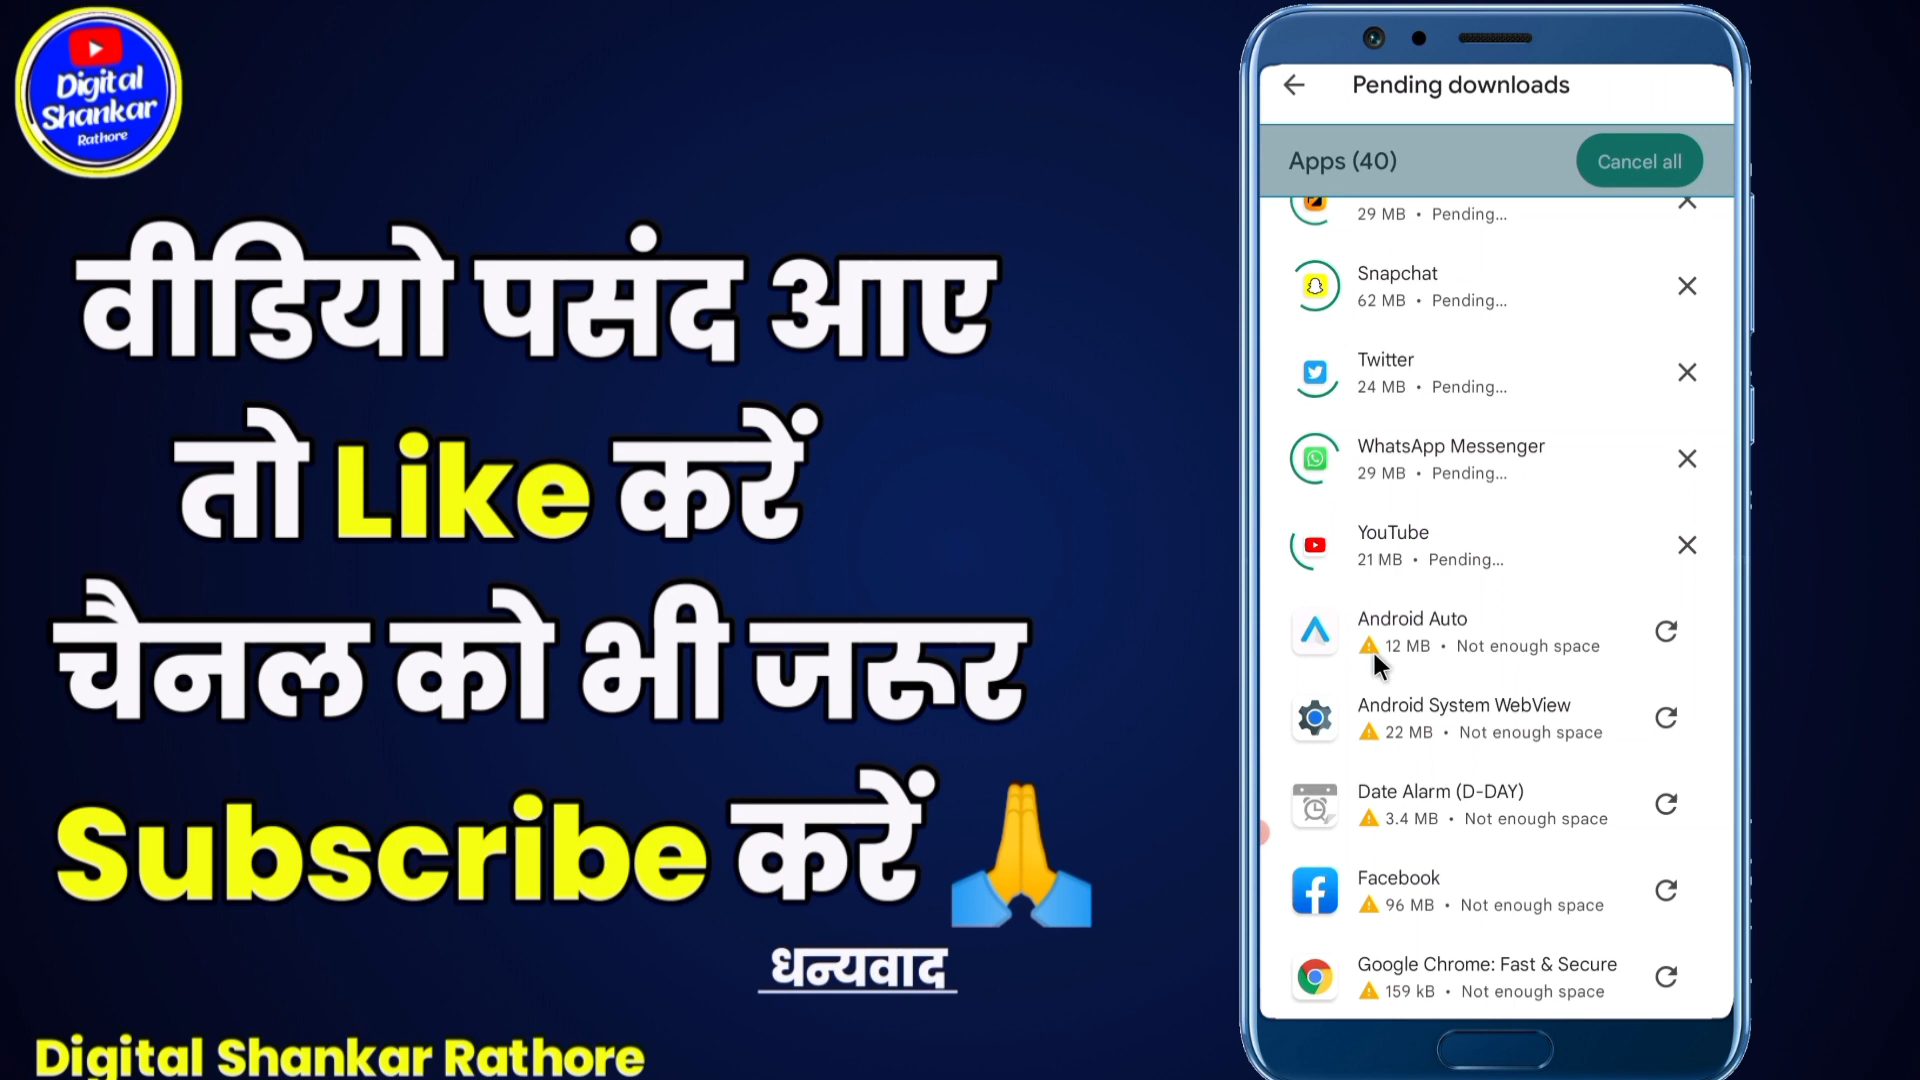 Digital
Shankar
Rathore
वीडियो पसंद आए
तो Like करें
चैनल को भी जरूर
Subscribe करें
धन्यवाद
Digital Shankar Rathore
Pending downloads
Apps (40)
Cancel all
29 MB • Pending...
Snapchat
62 MB • Pending...
Twitter
24 MB • Pending...
WhatsApp Messenger
29 MB • Pending...
YouTube
21 MB • Pending...
Android Auto
12 MB • Not enough space
Android System WebView
22 MB • Not enough space
Date Alarm (D-DAY)
3.4 MB • Not enough space
Facebook
96 MB • Not enough space
Google Chrome: Fast & Secure
159 kB • Not enough space